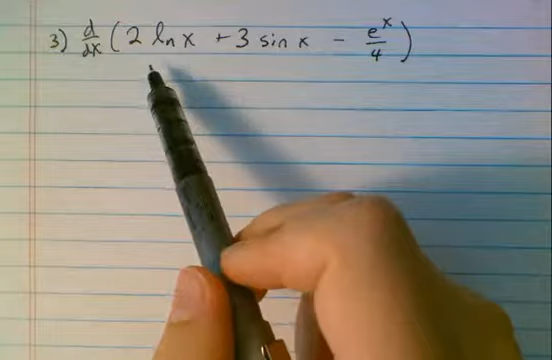 3) d/dx (2 ln x + 3 sin x - e^x/4)